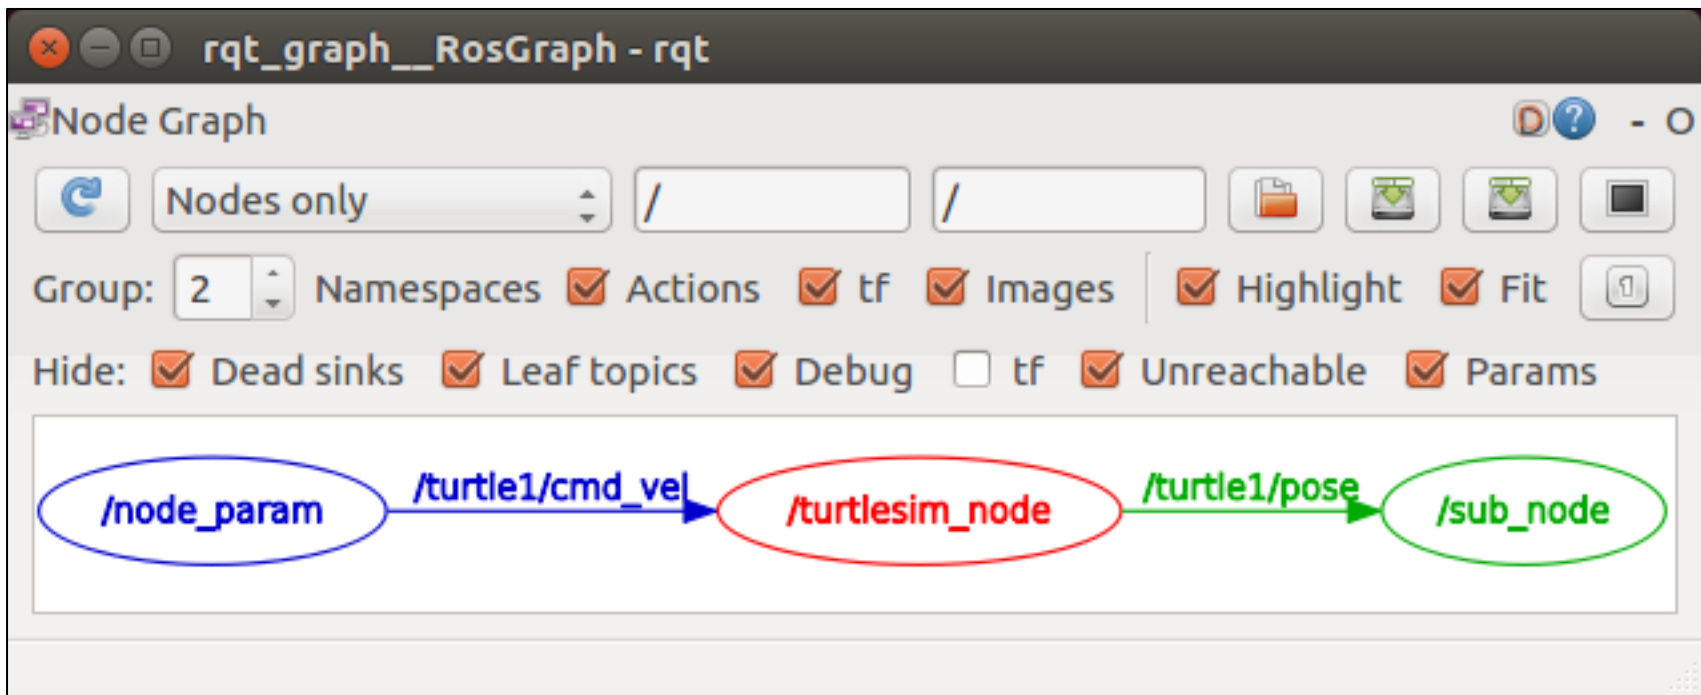 rqt_graph__RosGraph - rqt
Node Graph D ? - O
Nodes only / /
Group: 2 Namespaces Actions tf Images Highlight Fit 1
Hide: Dead sinks Leaf topics Debug tf Unreachable Params
/node_param /turtle1/cmd_vel /turtlesim_node /turtle1/pose /sub_node